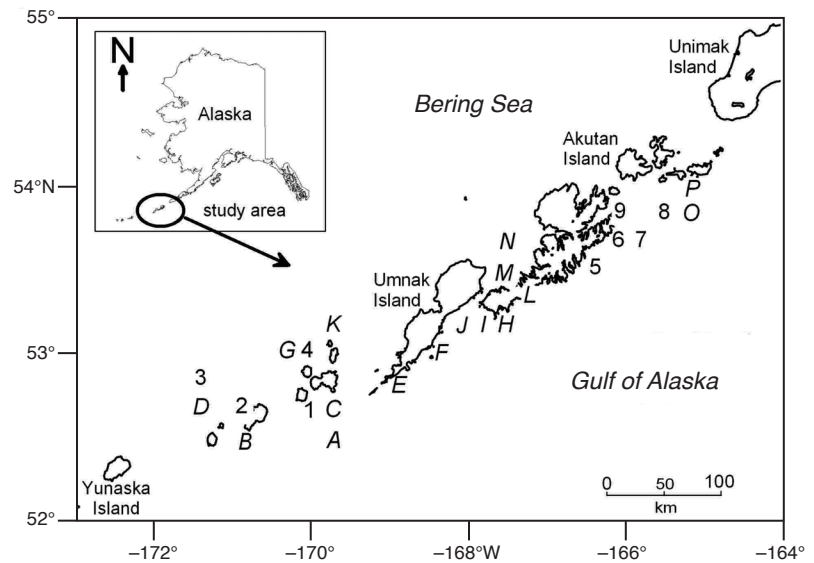 55°
N
Alaska
study area
Bering Sea
Unimak
Island
Akutan
Island
54°N
P
8 O
9
N
6 7
M
5
Umnak
Island
L
K
J I H
53°
G 4
F
3
E
Gulf of Alaska
D 2
1 C
B
A
Yunaska
Island
0 50 100
km
52°
–172° –170° –168°W –166° –164°